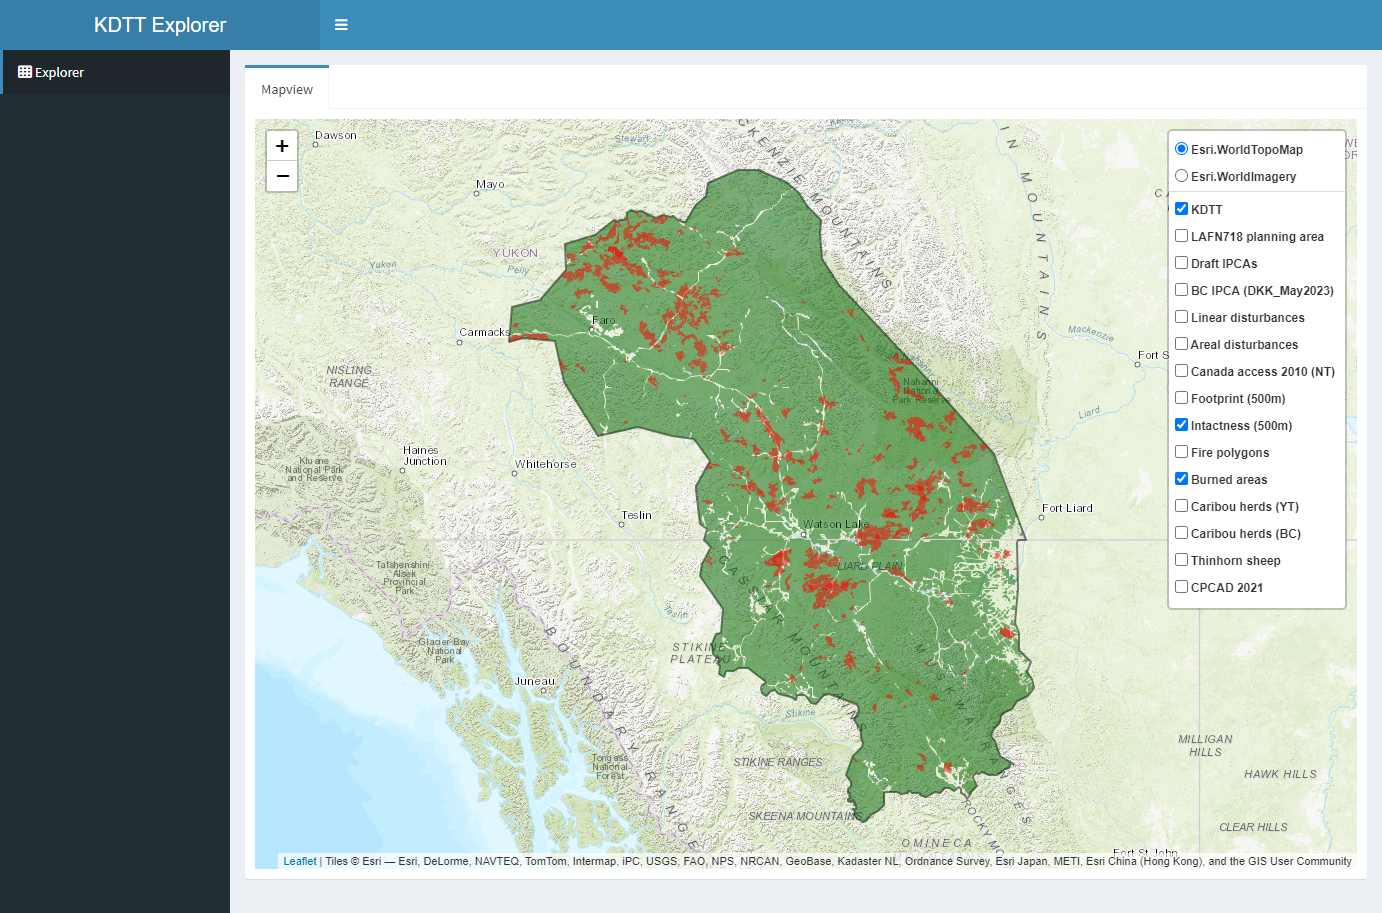 KDTT Explorer
Explorer
Mapview
+
−
Esri.WorldTopoMap
Esri.WorldImagery
KDTT
LAFN718 planning area
Draft IPCAs
BC IPCA (DKK_May2023)
Linear disturbances
Areal disturbances
Canada access 2010 (NT)
Footprint (500m)
Intactness (500m)
Fire polygons
Burned areas
Caribou herds (YT)
Caribou herds (BC)
Thinhorn sheep
CPCAD 2021
Dawson
Stewart
Mayo
YUKON
Yukon
Pelly
MOUNTAINS
MOUNTAINS
Carmacks
Faro
Mackenzie
Fort S
NISLING
RANGE
Nahanni
National
Park Reserve
Liard
Haines
Junction
Kluane
National Park
and Reserve
Whitehorse
Teslin
Watson Lake
Fort Liard
Tatshenshini
Alsek
Provincial
Park
LIARD PLAIN
CASSIAR MOUNTAINS
Teslin
Glacier Bay
National
Park
STIKINE
PLATEAU
BOUNDARY RANGE
Juneau
MUSKWA RANGES
Stikine
Tongass
National
Forest
STIKINE RANGES
MILLIGAN
HILLS
HAWK HILLS
SKEENA MOUNTAINS
CLEAR HILLS
OMINECA
ROCKY MO
Fort St John
Leaflet | Tiles © Esri — Esri, DeLorme, NAVTEQ, TomTom, Intermap, iPC, USGS, FAO, NPS, NRCAN, GeoBase, Kadaster NL, Ordnance Survey, Esri Japan, METI, Esri China (Hong Kong), and the GIS User Community